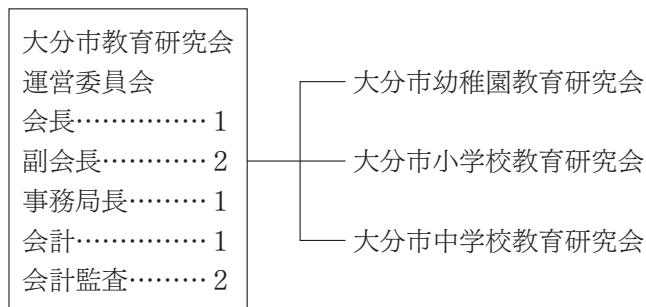 大分市教育研究会
運営委員会
会長……………1
副会長…………2
事務局長………1
会計……………1
会計監査………2
大分市幼稚園教育研究会
大分市小学校教育研究会
大分市中学校教育研究会